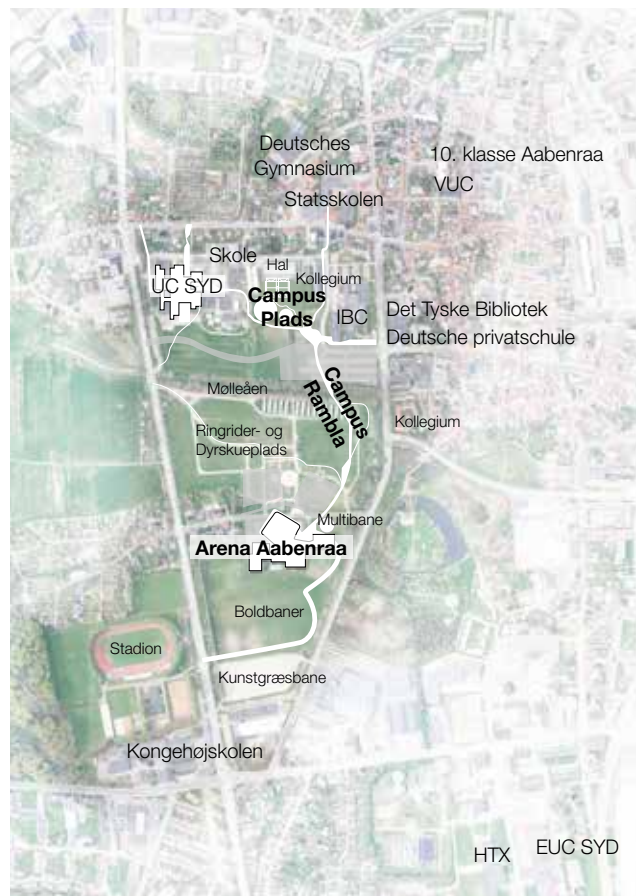 Deutsches
Gymnasium
10. klasse Aabenraa
VUC
Statsskolen
Skole
Hal
UC SYD
Kollegium
Campus
Plads
IBC
Det Tyske Bibliotek
Deutsche privatschule
Campus
Rambla
Mølleåen
Kollegium
Ringrider- og
Dyrskueplads
Multibane
Arena Aabenraa
Boldbaner
Stadion
Kunstgræsbane
Kongehøjskolen
HTX
EUC SYD